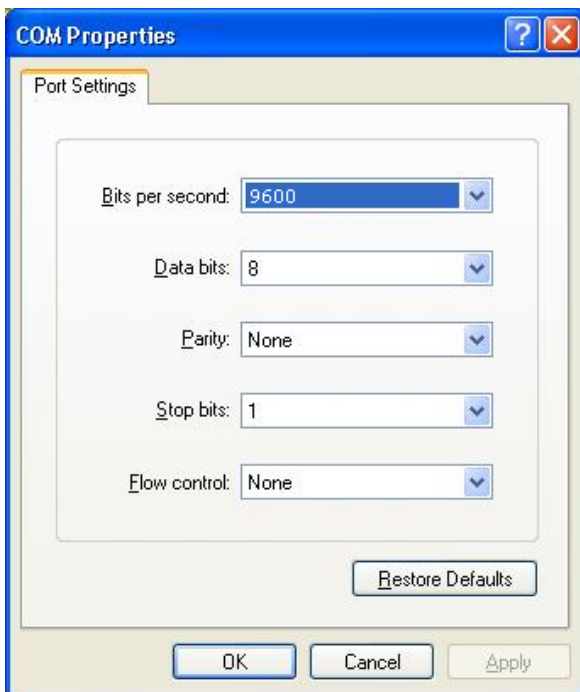 COM Properties
?
Port Settings
Bits per second: 9600
Data bits: 8
Parity: None
Stop bits: 1
Flow control: None
Restore Defaults
OK Cancel Apply